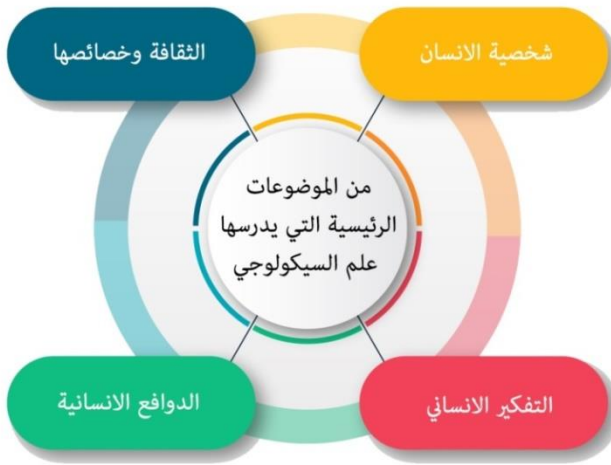 شخصية الانسان
الثقافة وخصائصها
من الموضوعات
الرئيسية التي يدرسها
علم السيكولوجي
التفكير الانساني
الدوافع الانسانية